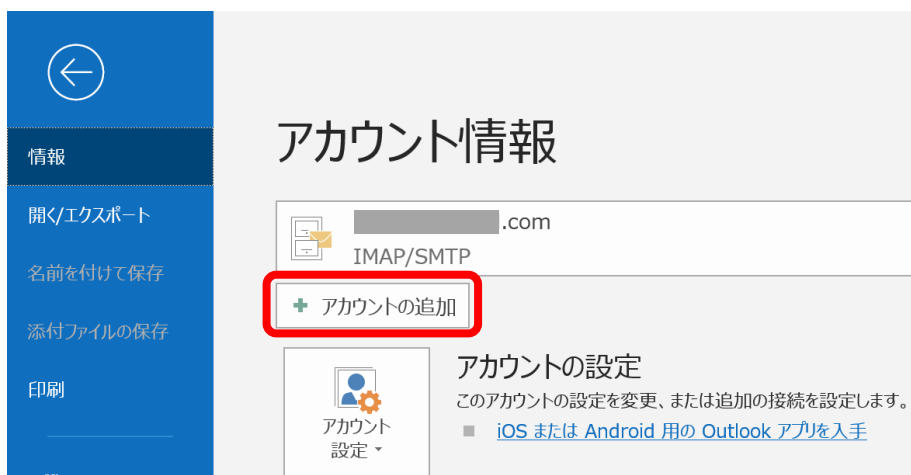 アカウント情報
情報
開く/エクスポート
名前を付けて保存
添付ファイルの保存
印刷
.com
IMAP/SMTP
アカウントの追加
アカウント
設定
アカウントの設定
このアカウントの設定を変更、または追加の接続を設定します。
iOS または Android 用の Outlook アプリを入手